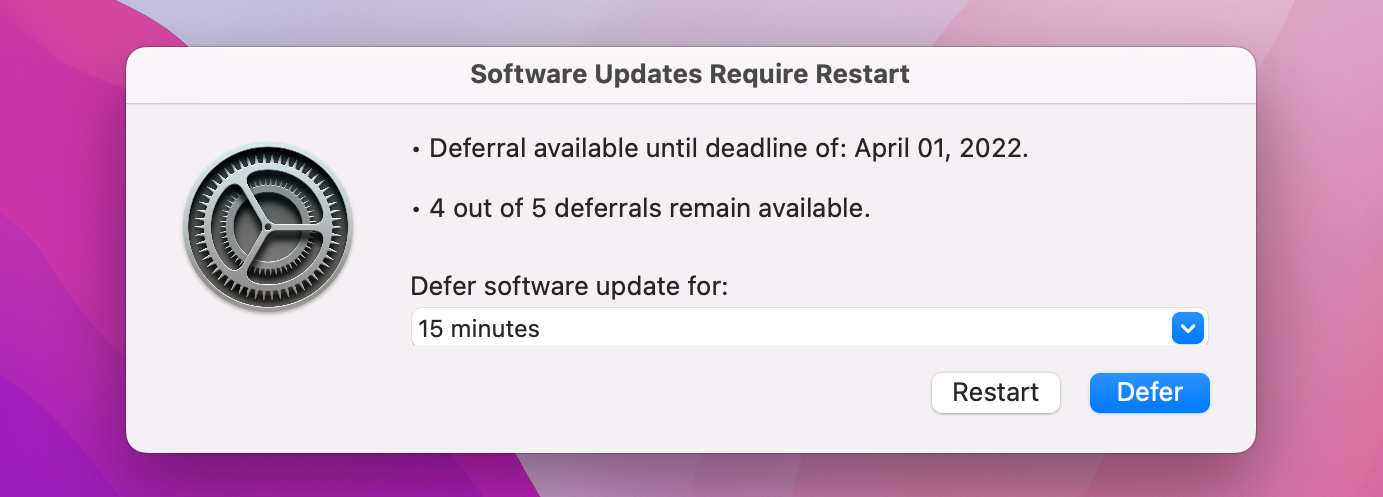 Software Updates Require Restart
• Deferral available until deadline of: April 01, 2022.
• 4 out of 5 deferrals remain available.
Defer software update for:
15 minutes
Restart
Defer